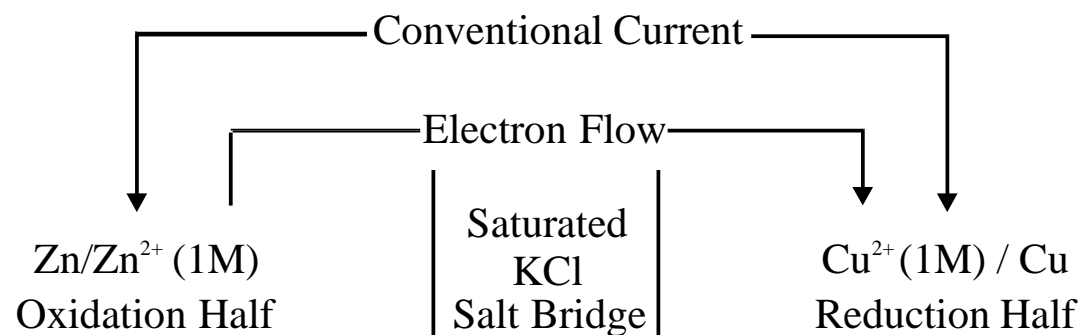 Conventional Current
Electron Flow
Saturated
KCl
Salt Bridge
Zn/Zn²⁺ (1M)
Oxidation Half
Cu²⁺(1M) / Cu
Reduction Half